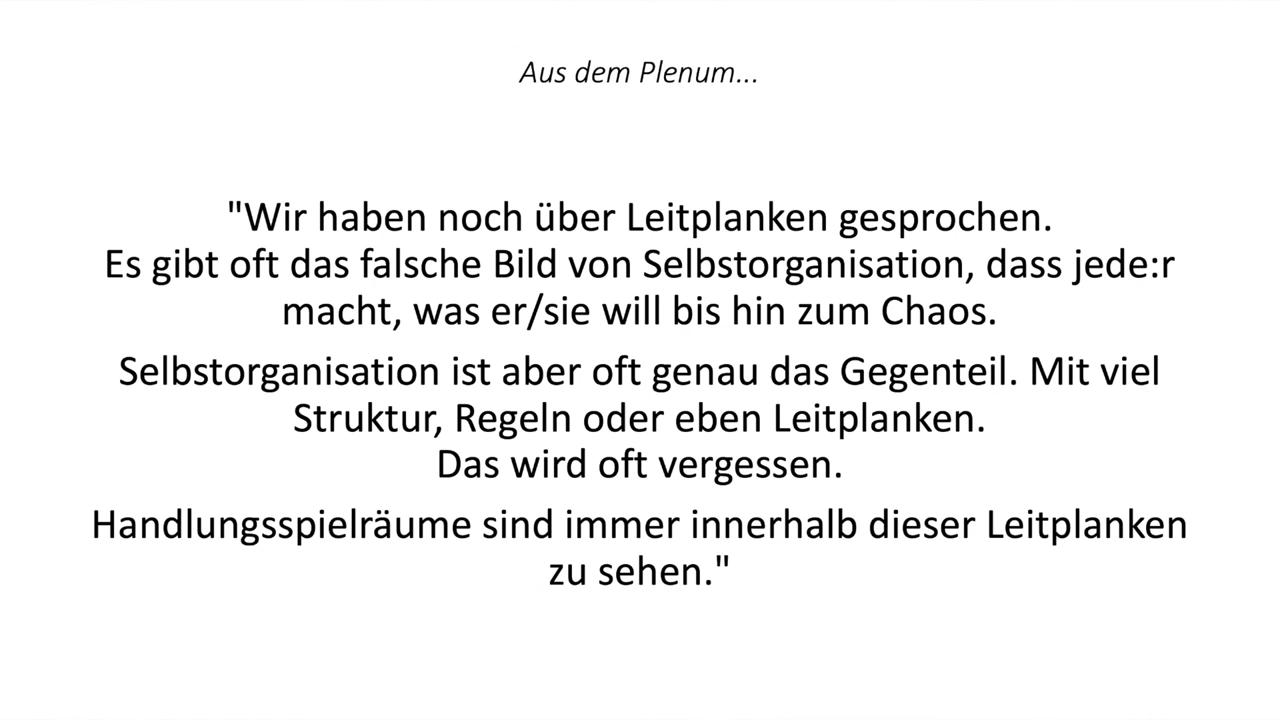 Aus dem Plenum...
"Wir haben noch über Leitplanken gesprochen.
Es gibt oft das falsche Bild von Selbstorganisation, dass jede:r
macht, was er/sie will bis hin zum Chaos.
Selbstorganisation ist aber oft genau das Gegenteil. Mit viel
Struktur, Regeln oder eben Leitplanken.
Das wird oft vergessen.
Handlungsspielräume sind immer innerhalb dieser Leitplanken
zu sehen."